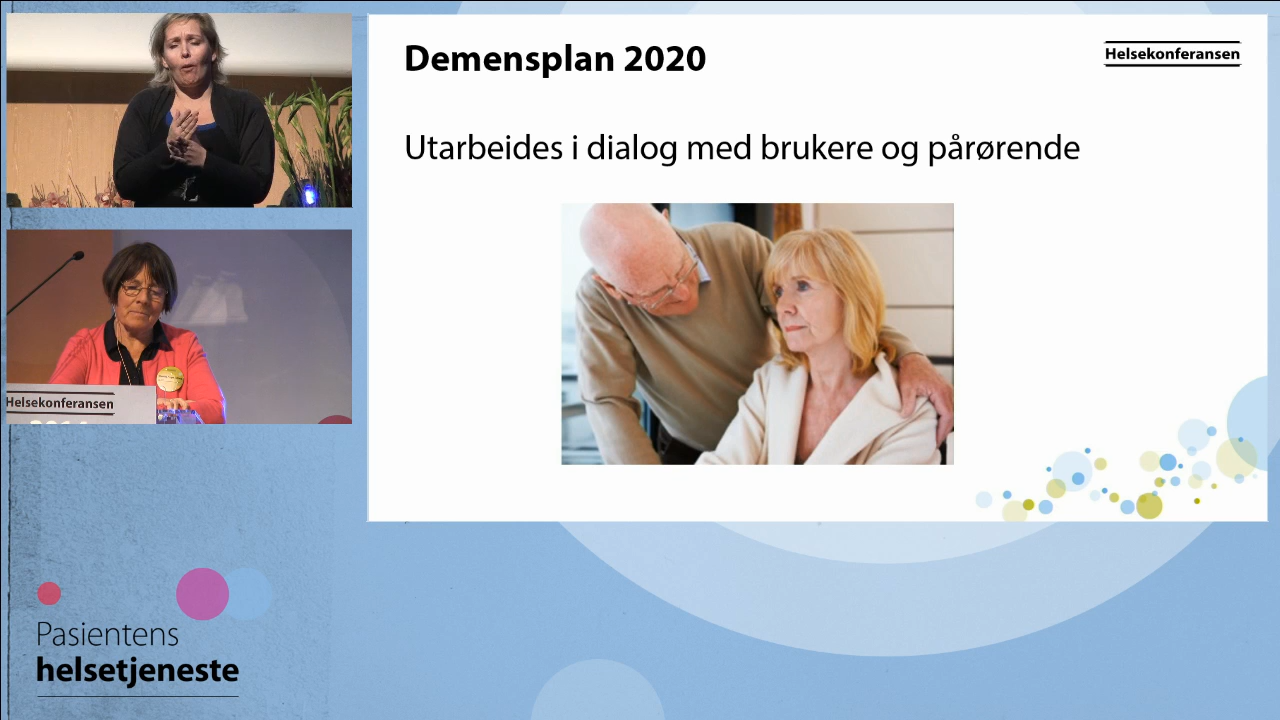 Demensplan 2020
Helsekonferansen
Utarbeides i dialog med brukere og pårørende
Helsekonferansen
Pasientens
helsetjeneste